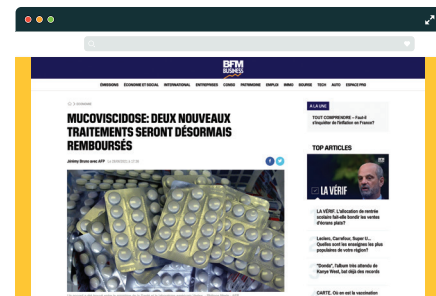 BFM
BUSINESS
ÉMISSIONS ÉCONOMIE ET SOCIAL INTERNATIONAL ENTREPRISES CONSO PATRIMOINE EMPLOI IMMO BOURSE TECH AUTO ESPACE PRO
MUCOVISCIDOSE: DEUX NOUVEAUX
TRAITEMENTS SERONT DÉSORMAIS
REMBOURSÉS
Jérémy Bruno avec AFP
À LA UNE
TOUT COMPRENDRE – Faut-il
s'inquiéter de l'inflation en France?
TOP ARTICLES
LA VÉRIF
LA VÉRIF. L'allocation de rentrée
scolaire fait-elle bondir les ventes
d'écrans plats?
Leclerc, Carrefour, Super U...
Quelles sont les enseignes les plus
populaires de votre région?
"Donda", l'album très attendu de
Kanye West, bat déjà des records
CARTE. Où en est la vaccination